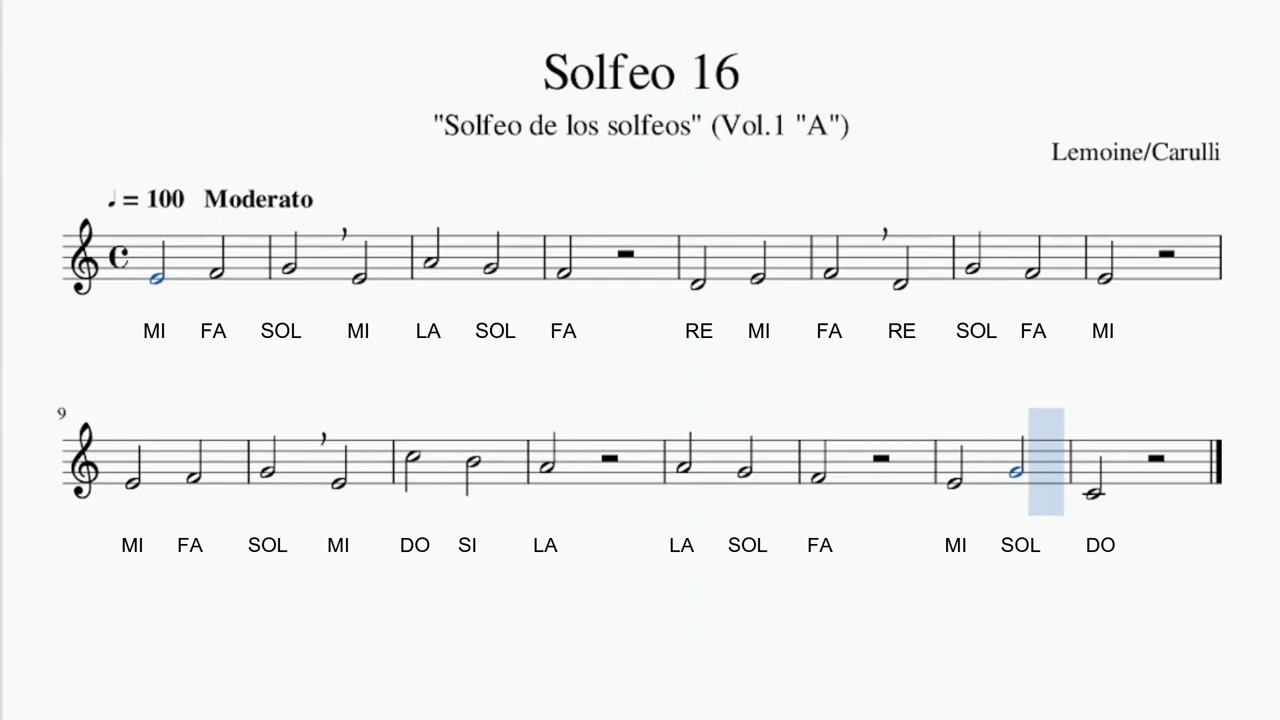 Solfeo 16
"Solfeo de los solfeos" (Vol.1 "A")
Lemoine/Carulli
♩ = 100 Moderato
MI FA SOL MI LA SOL FA RE MI FA RE SOL FA MI
9
MI FA SOL MI DO SI LA LA SOL FA MI SOL DO